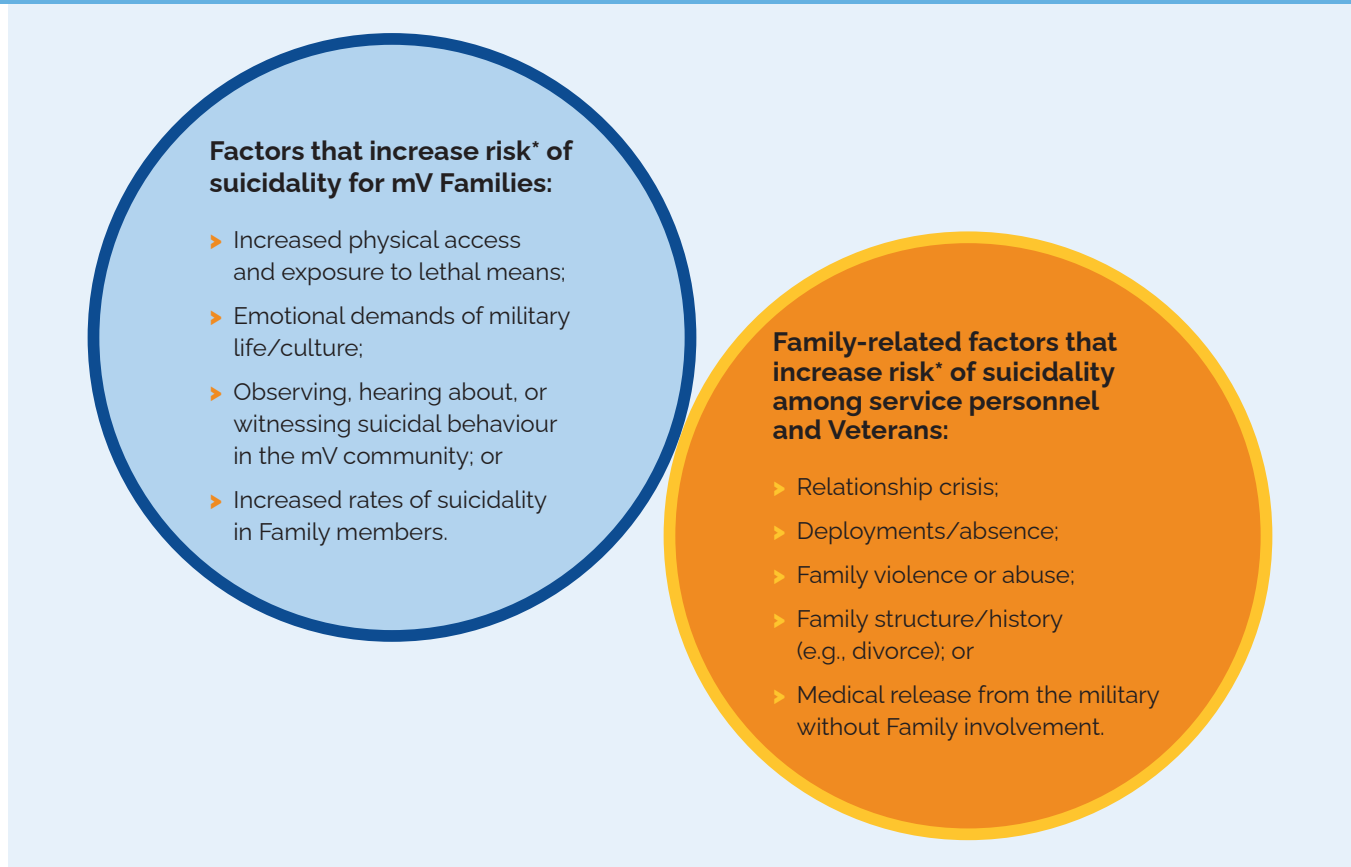 Factors that increase risk* of
suicidality for mV Families:
> Increased physical access
and exposure to lethal means;
> Emotional demands of military
life/culture;
> Observing, hearing about, or
witnessing suicidal behaviour
in the mV community; or
> Increased rates of suicidality
in Family members.
Family-related factors that
increase risk* of suicidality
among service personnel
and Veterans:
> Relationship crisis;
> Deployments/absence;
> Family violence or abuse;
> Family structure/history
(e.g., divorce); or
> Medical release from the military
without Family involvement.